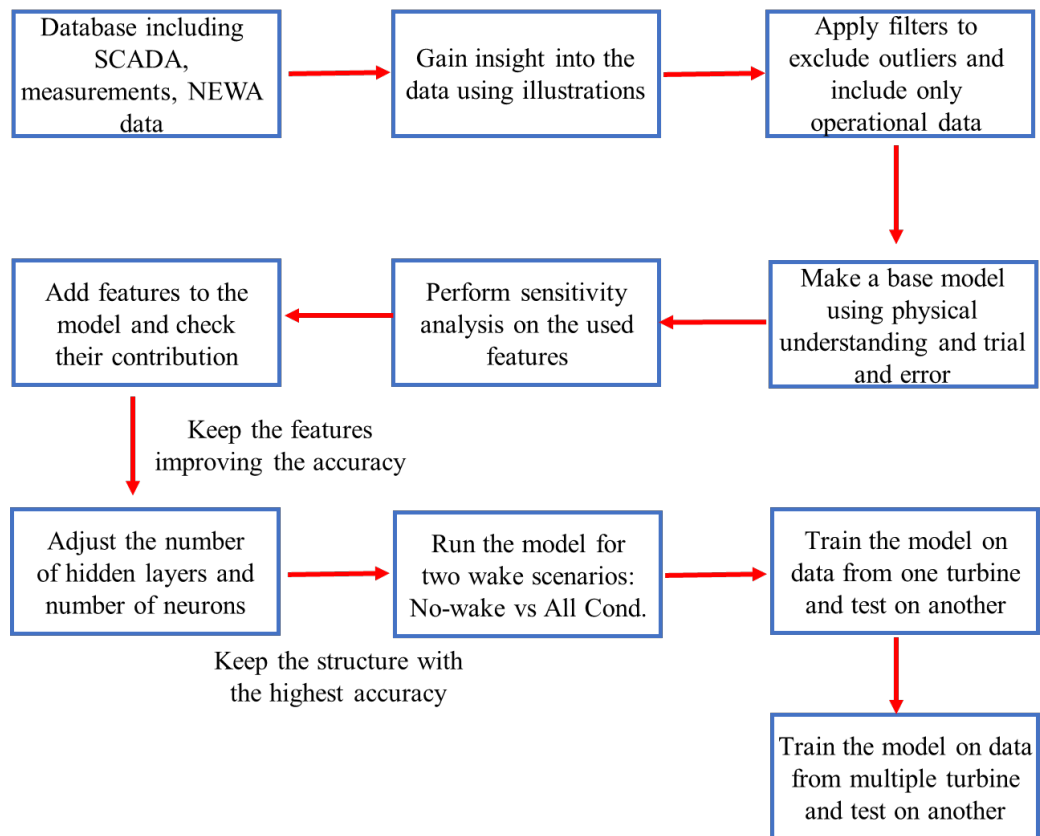 Database including
SCADA,
measurements, NEWA
data
Gain insight into the
data using illustrations
Apply filters to
exclude outliers and
include only
operational data
Make a base model
using physical
understanding and trial
and error
Perform sensitivity
analysis on the used
features
Add features to the
model and check
their contribution
Keep the features
improving the accuracy
Adjust the number
of hidden layers and
number of neurons
Keep the structure with
the highest accuracy
Run the model for
two wake scenarios:
No-wake vs All Cond.
Train the model on
data from one turbine
and test on another
Train the model on data
from multiple turbine
and test on another